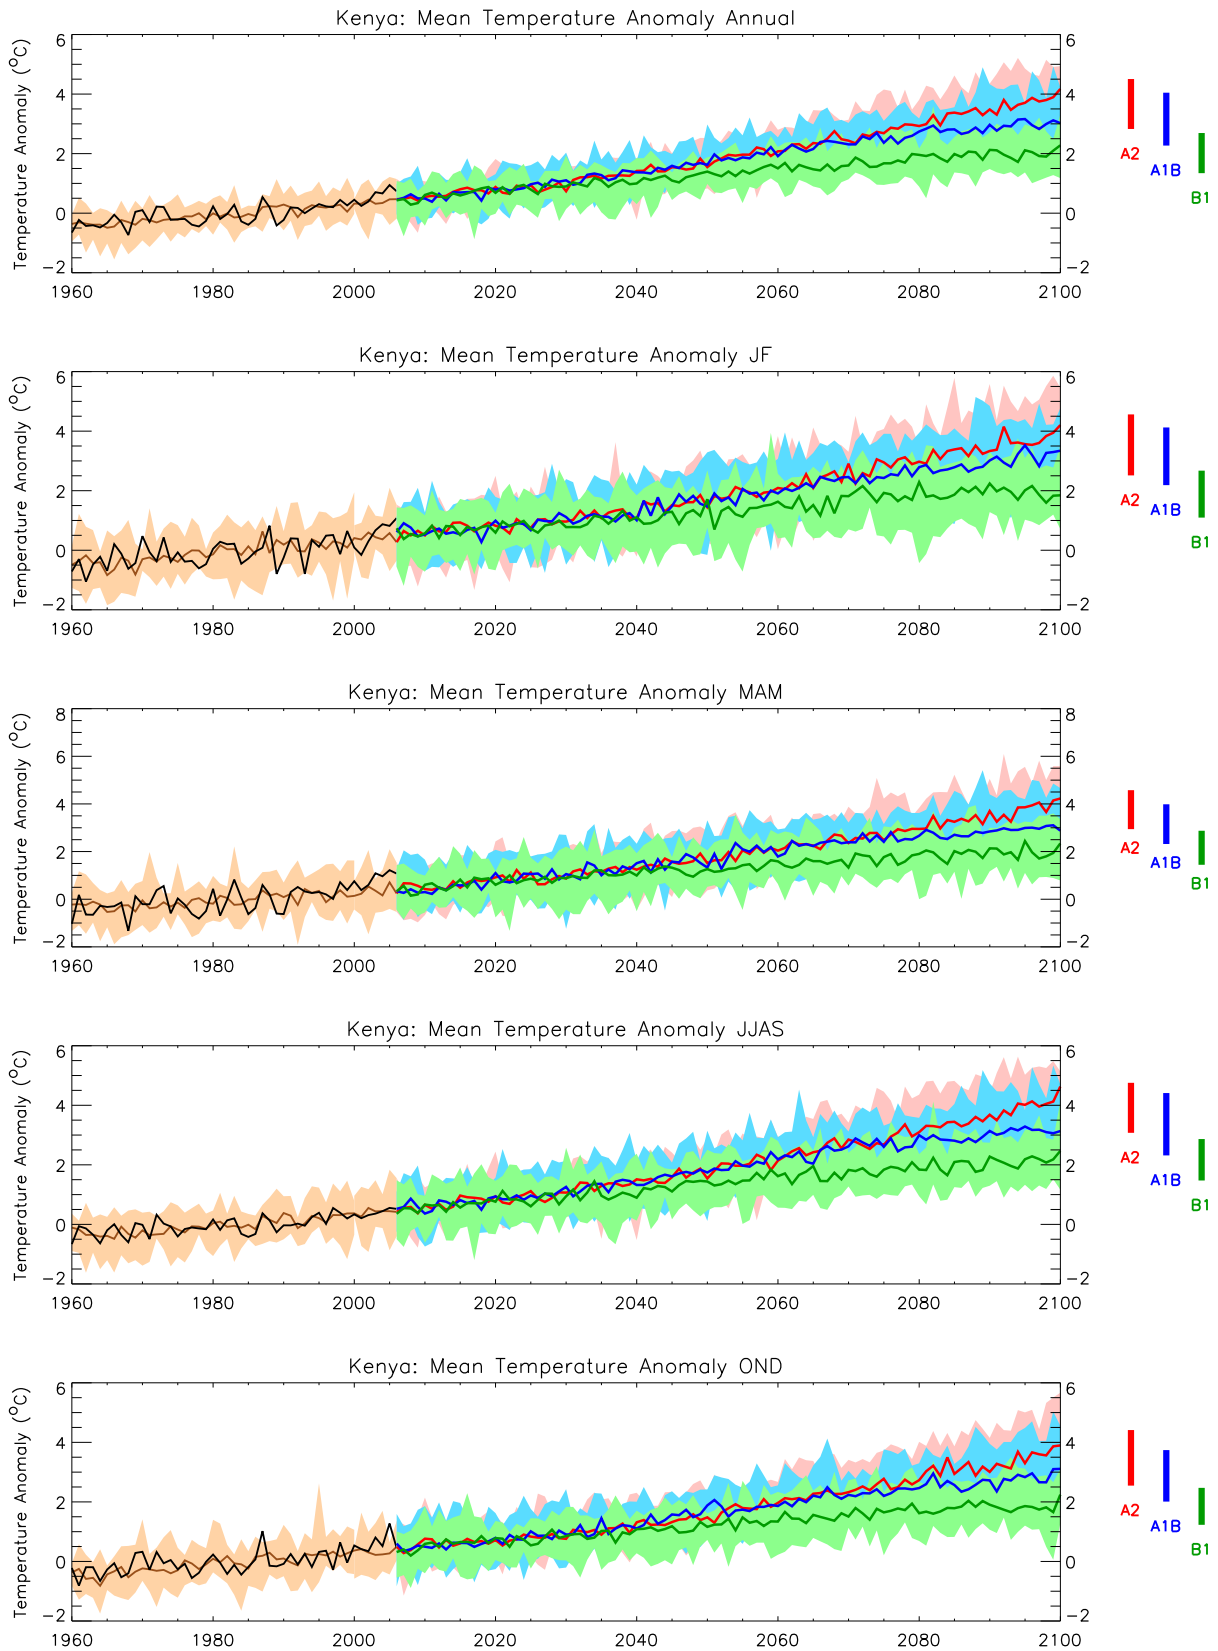 Kenya: Mean Temperature Anomaly Annual
Temperature Anomaly (°C)
6 4 2 0 −2
6 4 2 0 −2
1960 1980 2000 2020 2040 2060 2080 2100
A2
A1B
B1
Kenya: Mean Temperature Anomaly JF
Temperature Anomaly (°C)
6 4 2 0 −2
6 4 2 0 −2
1960 1980 2000 2020 2040 2060 2080 2100
A2
A1B
B1
Kenya: Mean Temperature Anomaly MAM
Temperature Anomaly (°C)
8 6 4 2 0 −2
8 6 4 2 0 −2
1960 1980 2000 2020 2040 2060 2080 2100
A2
A1B
B1
Kenya: Mean Temperature Anomaly JJAS
Temperature Anomaly (°C)
6 4 2 0 −2
6 4 2 0 −2
1960 1980 2000 2020 2040 2060 2080 2100
A2
A1B
B1
Kenya: Mean Temperature Anomaly OND
Temperature Anomaly (°C)
6 4 2 0 −2
6 4 2 0 −2
1960 1980 2000 2020 2040 2060 2080 2100
A2
A1B
B1